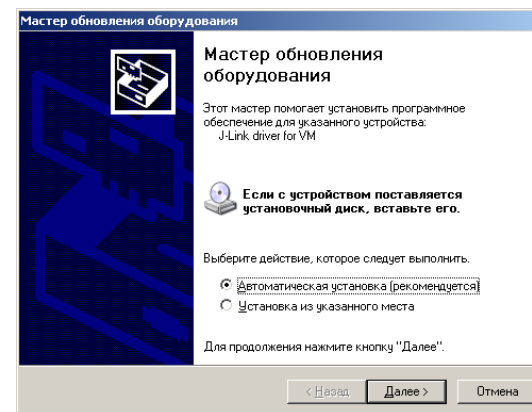 Мастер обновления оборудования
Мастер обновления
оборудования
Этот мастер помогает установить программное
обеспечение для указанного устройства:
J-Link driver for VM
Если с устройством поставляется
установочный диск, вставьте его.
Выберите действие, которое следует выполнить.
Автоматическая установка (рекомендуется)
Установка из указанного места
Для продолжения нажмите кнопку "Далее".
< Назад
Далее >
Отмена